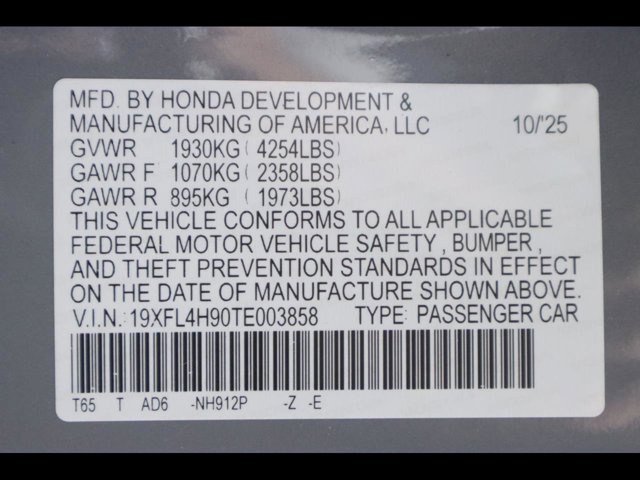 MFD. BY HONDA DEVELOPMENT &
MANUFACTURING OF AMERICA, LLC 10/'25
GVWR 1930KG ( 4254LBS)
GAWR F 1070KG ( 2358LBS)
GAWR R 895KG ( 1973LBS)
THIS VEHICLE CONFORMS TO ALL APPLICABLE
FEDERAL MOTOR VEHICLE SAFETY , BUMPER ,
AND THEFT PREVENTION STANDARDS IN EFFECT
ON THE DATE OF MANUFACTURE SHOWN ABOVE.
V.I.N.: 19XFL4H90TE003858 TYPE: PASSENGER CAR
T65 T AD6 -NH912P -Z -E